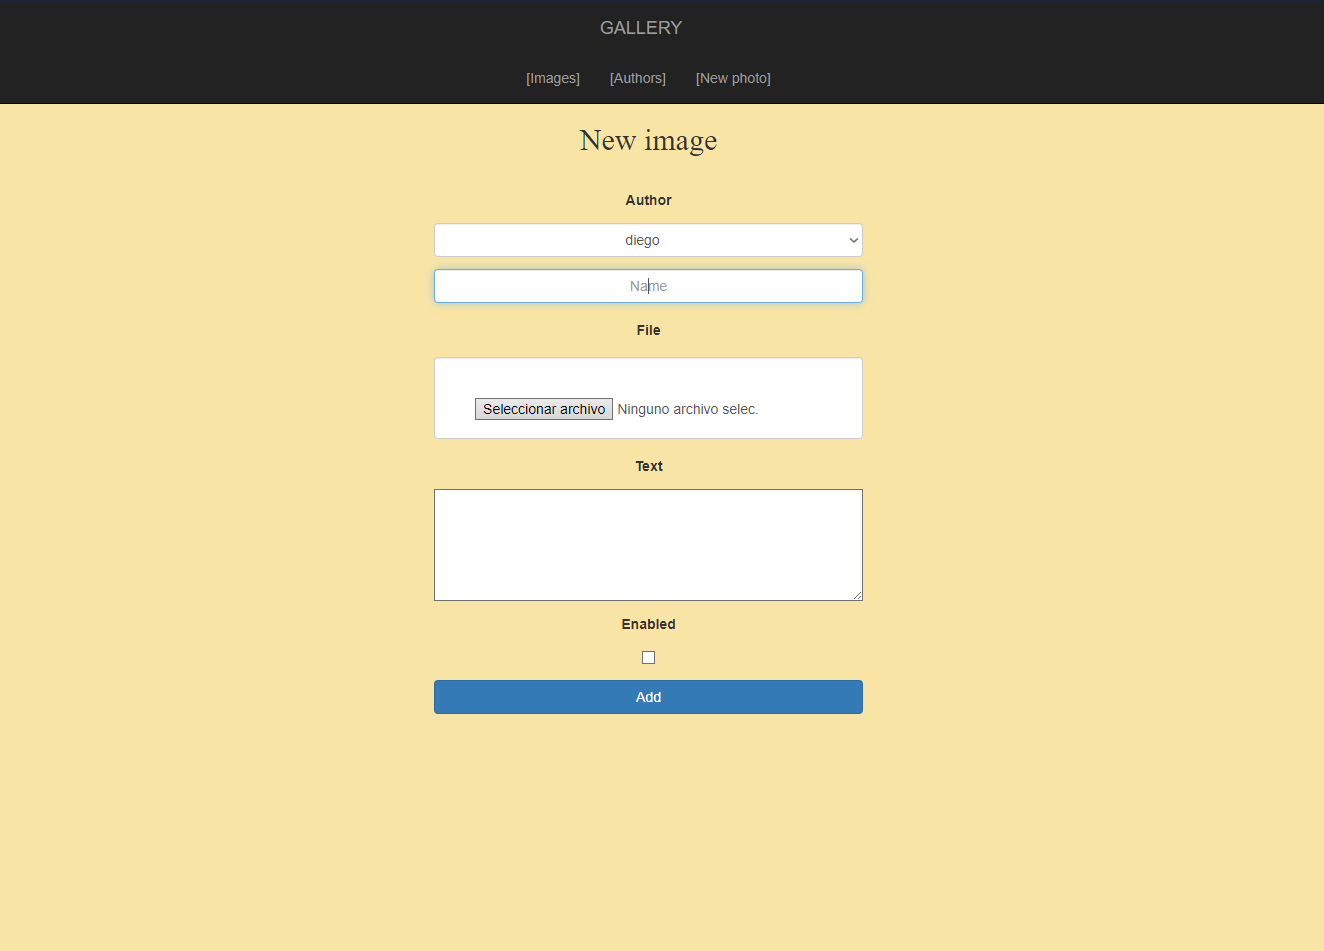 GALLERY
[Images] [Authors] [New photo]
New image
Author
diego
Name
File
Seleccionar archivo Ninguno archivo selec.
Text
Enabled
Add